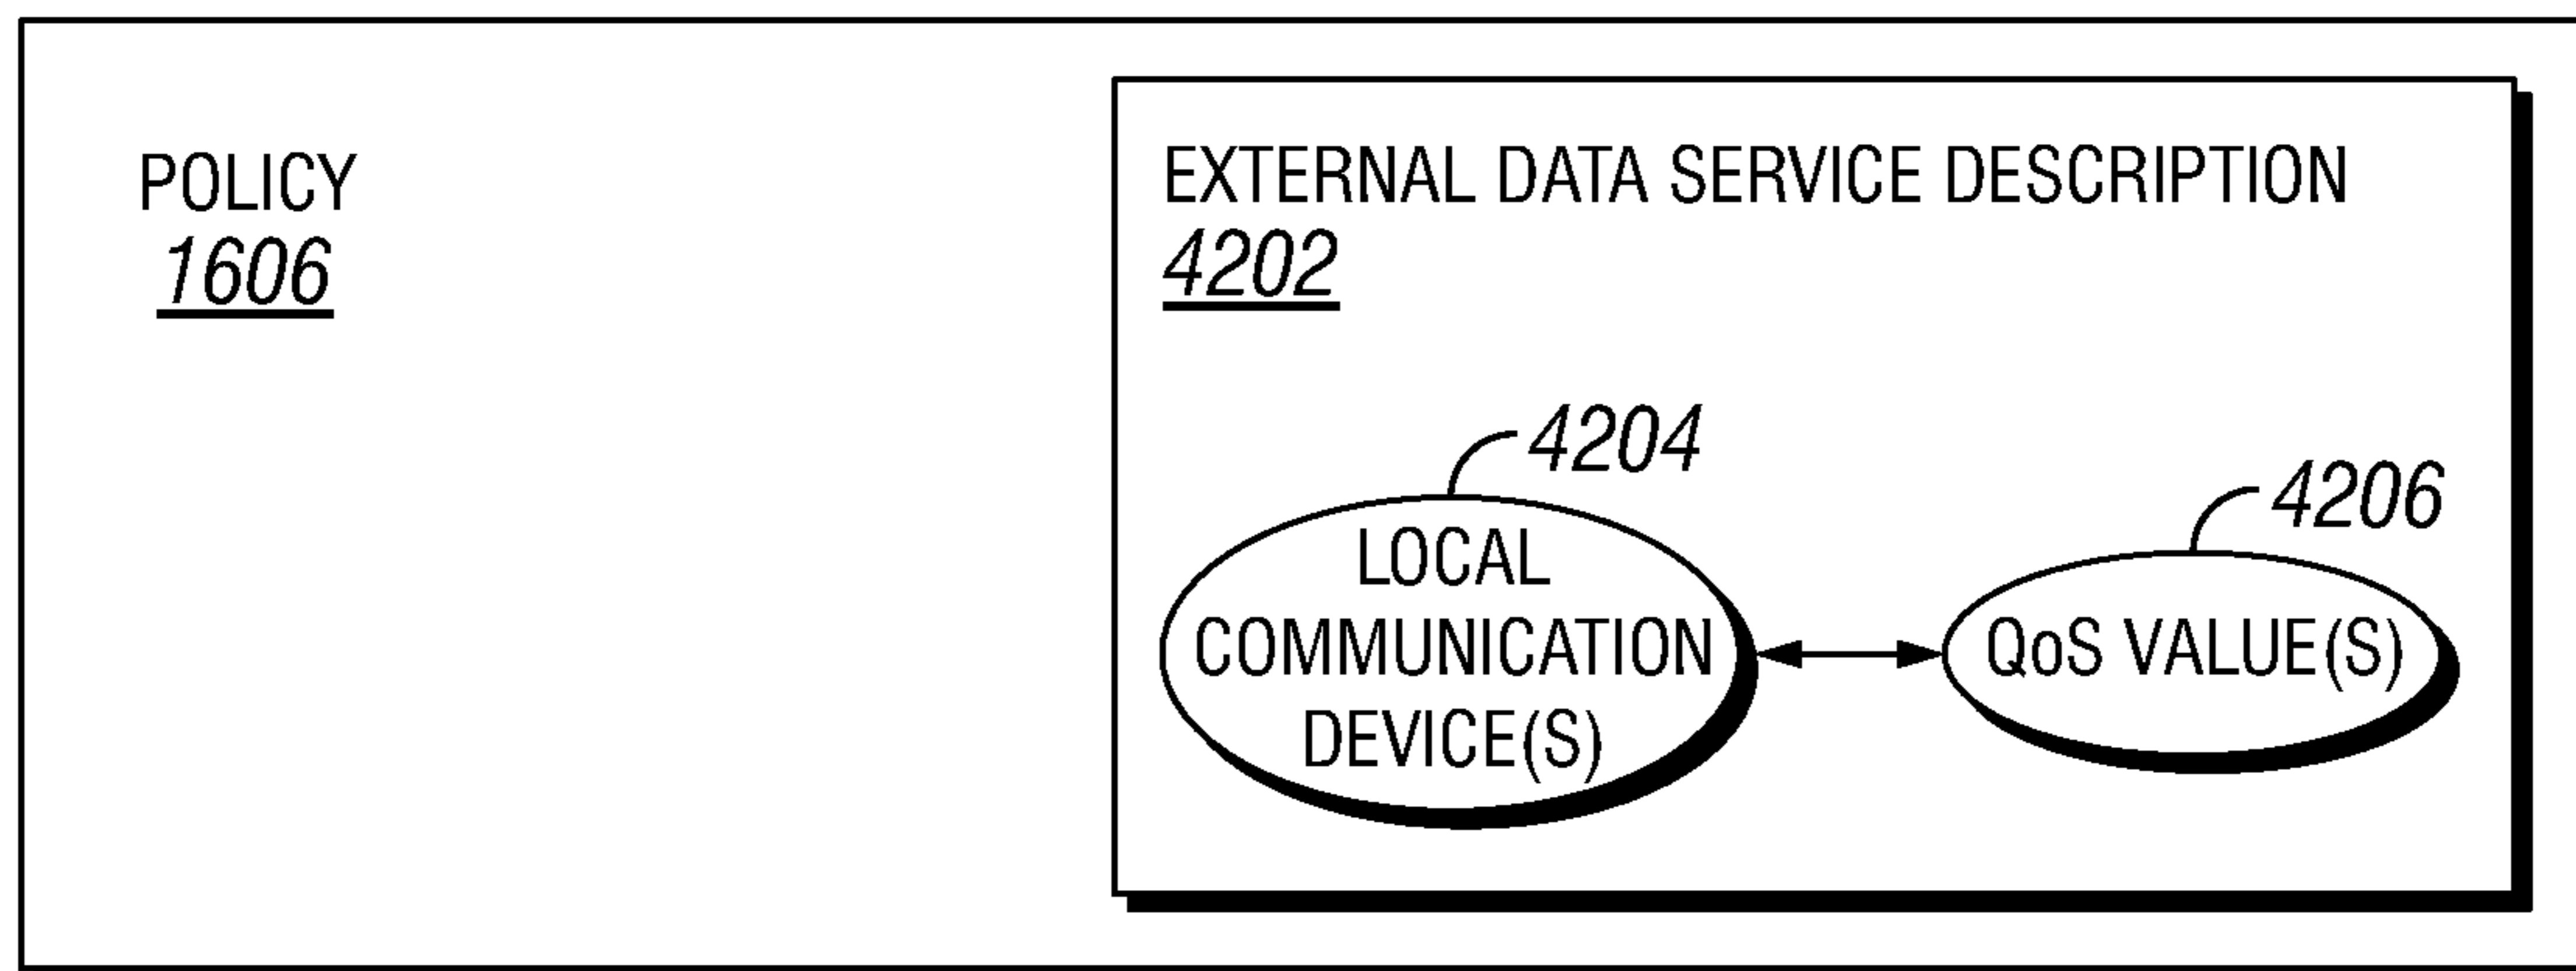 POLICY
1606
EXTERNAL DATA SERVICE DESCRIPTION
4202
4204
LOCAL
COMMUNICATION
DEVICE(S)
4206
QoS VALUE(S)